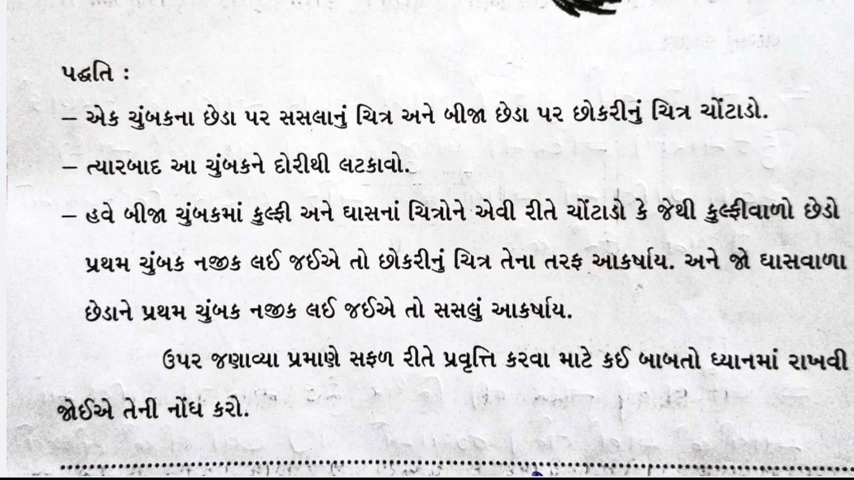 પદ્ધતિ :
– એક ચુંબકના છેડા પર સસલાનું ચિત્ર અને બીજા છેડા પર છોકરીનું ચિત્ર ચોંટાડો.
– ત્યારબાદ આ ચુંબકને દોરીથી લટકાવો.
– હવે બીજા ચુંબકમાં કુલ્ફી અને ઘાસનાં ચિત્રોને એવી રીતે ચોંટાડો કે જેથી કુલ્ફીવાળો છેડો
પ્રથમ ચુંબક નજીક લઈ જઈએ તો છોકરીનું ચિત્ર તેના તરફ આકર્ષાય. અને જો ઘાસવાળા
છેડાને પ્રથમ ચુંબક નજીક લઈ જઈએ તો સસલું આકર્ષાય.
ઉપર જણાવ્યા પ્રમાણે સફળ રીતે પ્રવૃત્તિ કરવા માટે કઈ બાબતો ધ્યાનમાં રાખવી
જોઈએ તેની નોંધ કરો.